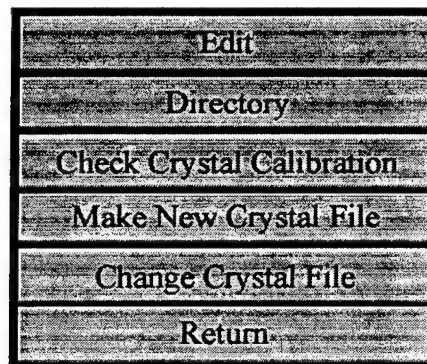 Edit
Directory
Check Crystal Calibration
Make New Crystal File
Change Crystal File
Return